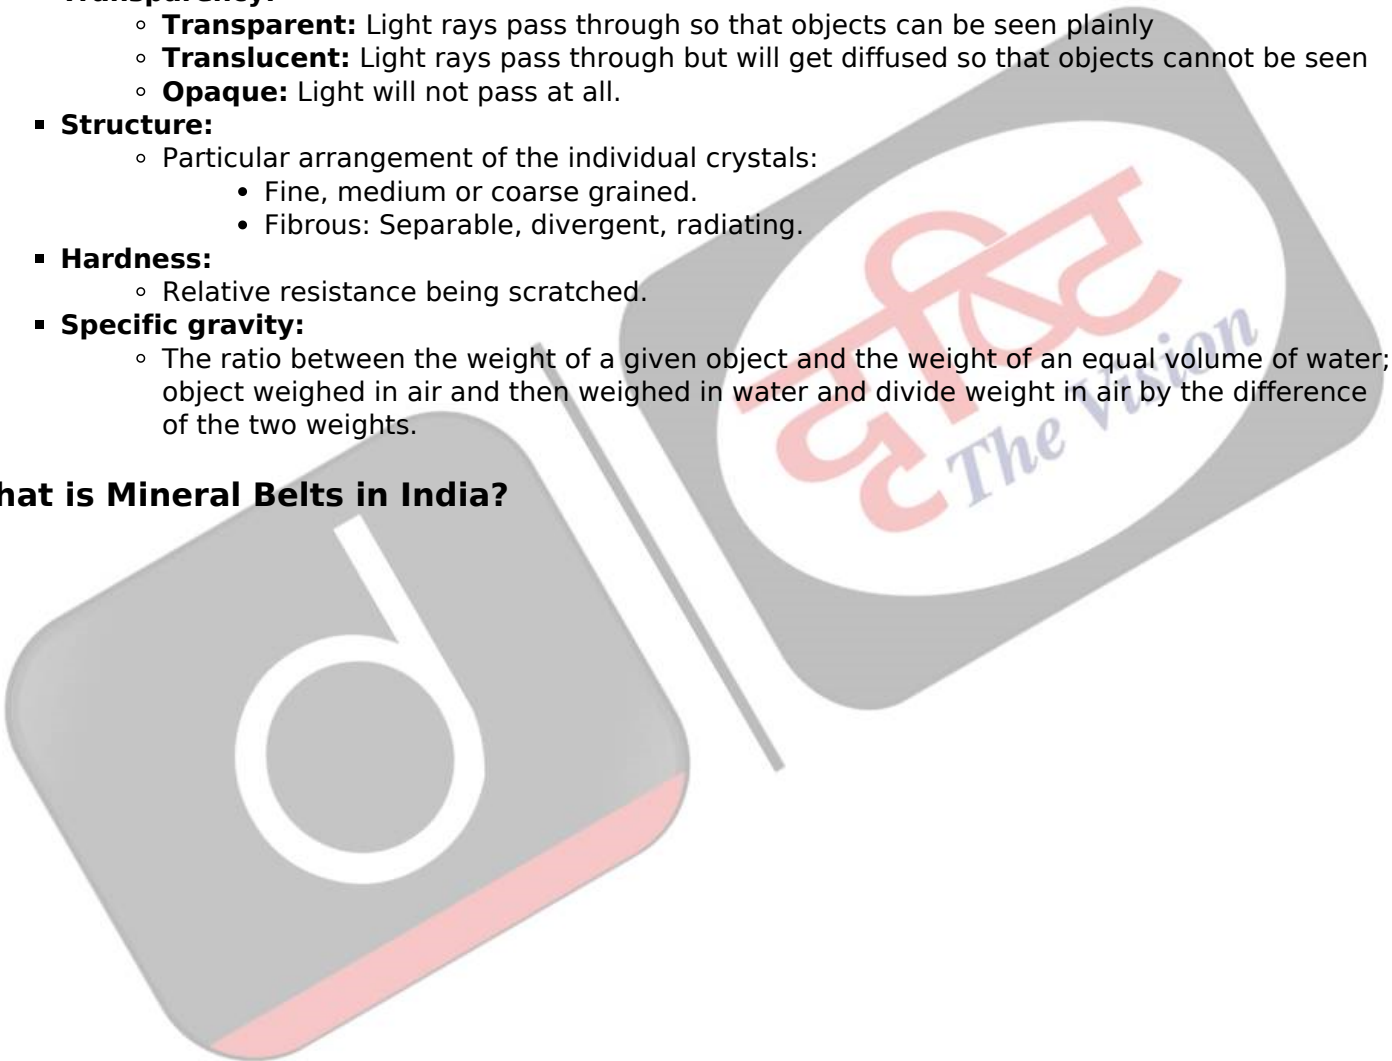 Transparency:
◦ Transparent: Light rays pass through so that objects can be seen plainly
◦ Translucent: Light rays pass through but will get diffused so that objects cannot be seen
◦ Opaque: Light will not pass at all.
▪ Structure:
◦ Particular arrangement of the individual crystals:
• Fine, medium or coarse grained.
• Fibrous: Separable, divergent, radiating.
▪ Hardness:
◦ Relative resistance being scratched.
▪ Specific gravity:
◦ The ratio between the weight of a given object and the weight of an equal volume of water;
object weighed in air and then weighed in water and divide weight in air by the difference
of the two weights.
hat is Mineral Belts in India?
दृष्टि
The Vision
d